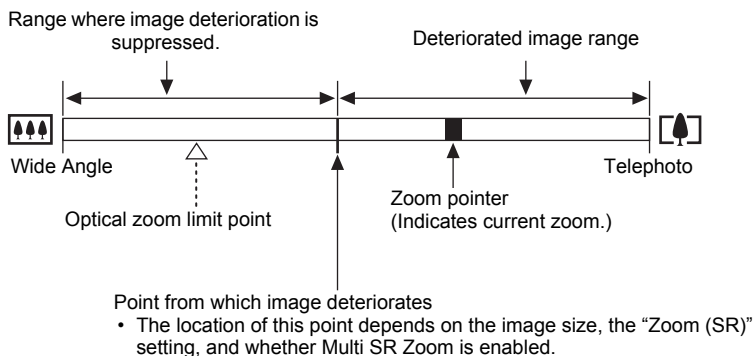 Range where image deterioration is
suppressed.
Deteriorated image range
Wide Angle
Telephoto
Optical zoom limit point
Zoom pointer
(Indicates current zoom.)
Point from which image deteriorates
• The location of this point depends on the image size, the “Zoom (SR)”
setting, and whether Multi SR Zoom is enabled.